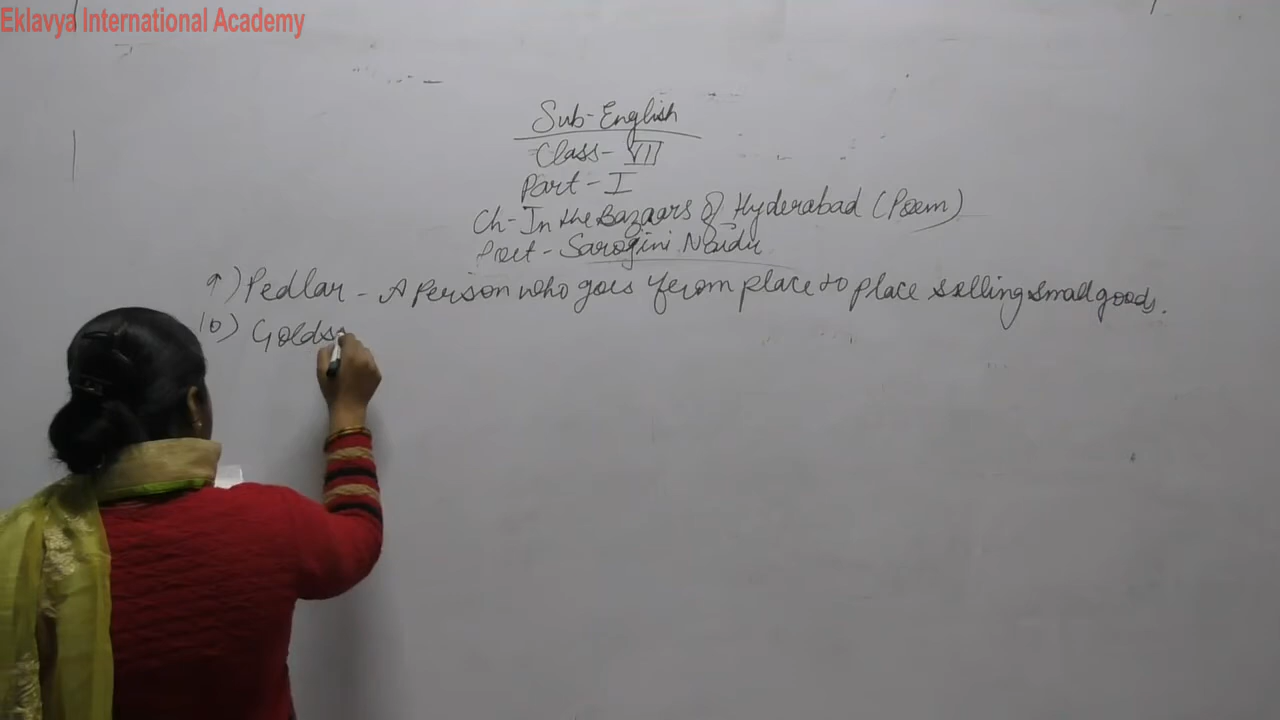 Eklavya International Academy
Sub-English
Class-VII
Part-I
Ch-In the Bazaars of Hyderabad (Poem)
Poet-Sarogini Naidu
9) Pedlar - A Person who goes from place to place selling small goods.
10) Golds